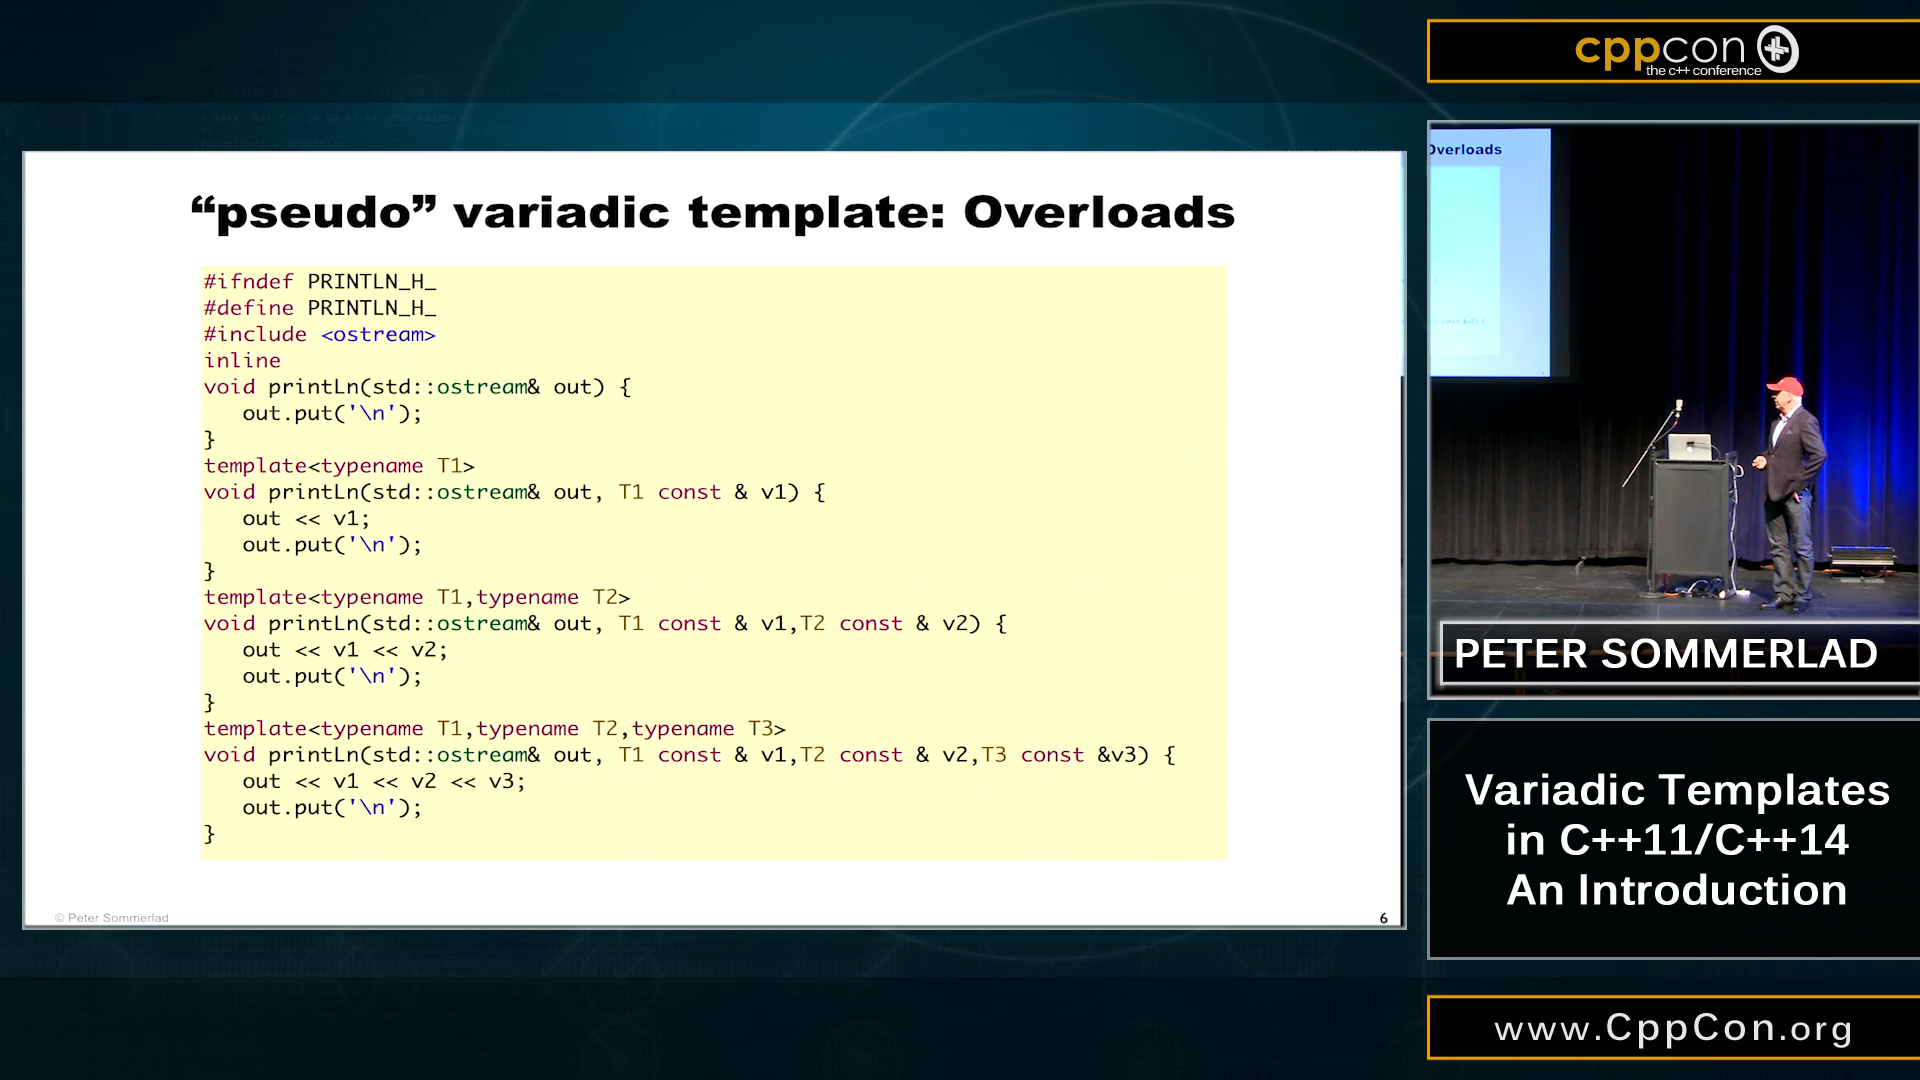 cppcon
the c++ conference
Overloads
“pseudo” variadic template: Overloads
#ifndef PRINTLN_H_
#define PRINTLN_H_
#include <ostream>
inline
void printLn(std::ostream& out) {
   out.put('\n');
}
template<typename T1>
void printLn(std::ostream& out, T1 const & v1) {
   out << v1;
   out.put('\n');
}
template<typename T1,typename T2>
void printLn(std::ostream& out, T1 const & v1,T2 const & v2) {
   out << v1 << v2;
   out.put('\n');
}
template<typename T1,typename T2,typename T3>
void printLn(std::ostream& out, T1 const & v1,T2 const & v2,T3 const &v3) {
   out << v1 << v2 << v3;
   out.put('\n');
}
© Peter Sommerlad
6
PETER SOMMERLAD
Variadic Templates
in C++11/C++14
An Introduction
www.CppCon.org